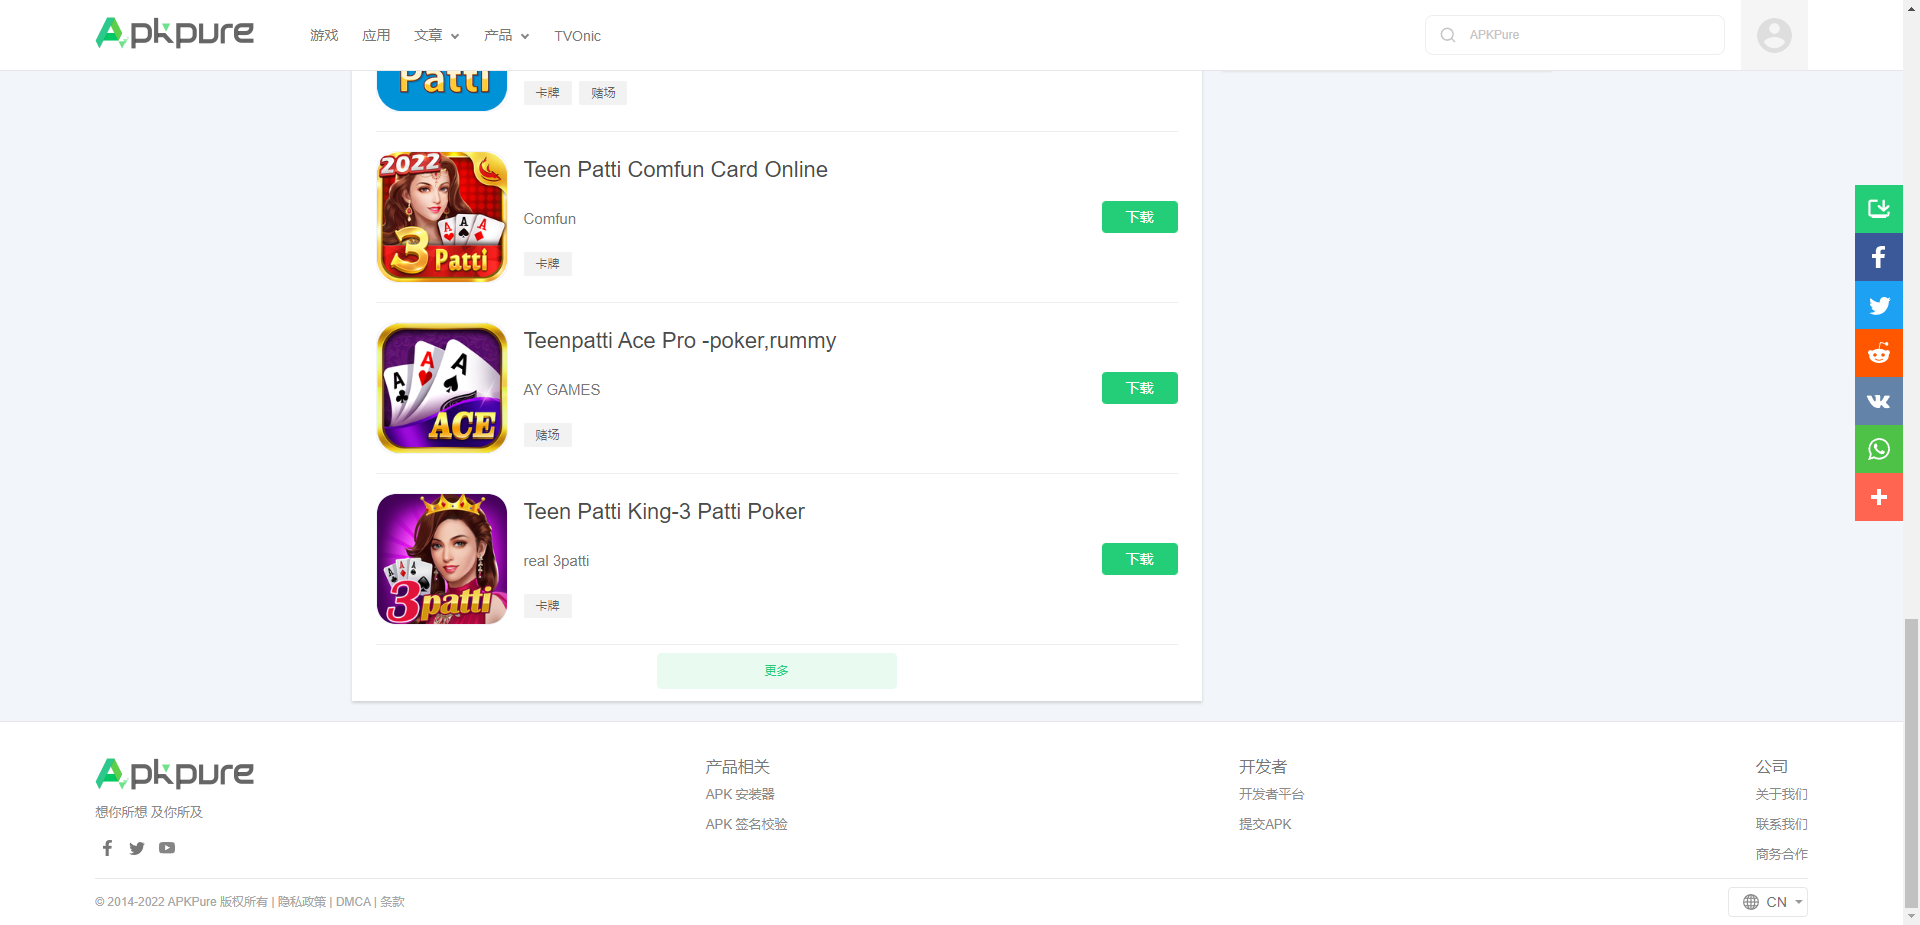 Apkpure 游戏 应用 文章 产品 TVOnic APKPure
Patti
卡牌 赌场
2022
3 Patti
A A A
Teen Patti Comfun Card Online
Comfun
下载
卡牌
A A A
ACE
Teenpatti Ace Pro -poker,rummy
AY GAMES
下载
赌场
A A A
3patti
Teen Patti King-3 Patti Poker
real 3patti
下载
卡牌
更多
Apkpure
想你所想 及你所及
产品相关
APK 安装器
APK 签名校验
开发者
开发者平台
提交APK
公司
关于我们
联系我们
商务合作
© 2014-2022 APKPure 版权所有 | 隐私政策 | DMCA | 条款
CN